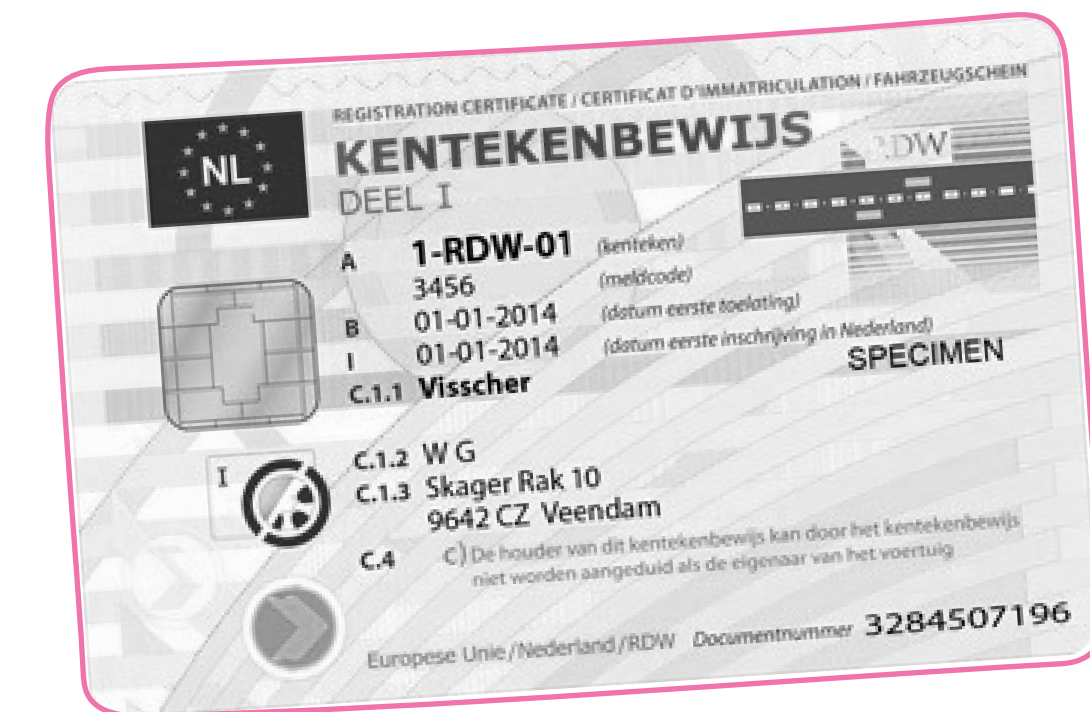 REGISTRATION CERTIFICATE / CERTIFICAT D'IMMATRICULATION / FAHRZEUGSCHEIN
NL
KENTEKENBEWIJS
DEEL I
RDW
A 1-RDW-01 (kenteken)
3456 (meldcode)
B 01-01-2014 (datum eerste toelating)
I 01-01-2014 (datum eerste inschrijving in Nederland)
SPECIMEN
C.1.1 Visscher
I
C.1.2 W G
C.1.3 Skager Rak 10
9642 CZ Veendam
C.4 C) De houder van dit kentekenbewijs kan door het kentekenbewijs
niet worden aangeduid als de eigenaar van het voertuig
Europese Unie/Nederland/RDW Documentnummer 3284507196